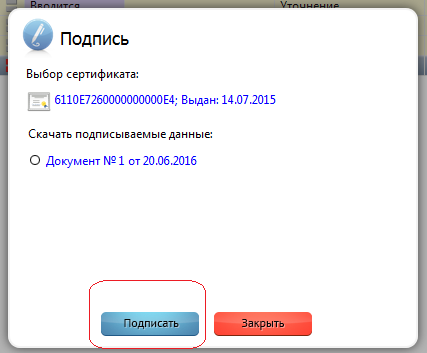 Вводится Уточнение
Подпись
Выбор сертификата:
6110E7260000000000E4; Выдан: 14.07.2015
Скачать подписываемые данные:
Документ № 1 от 20.06.2016
Подписать Закрыть